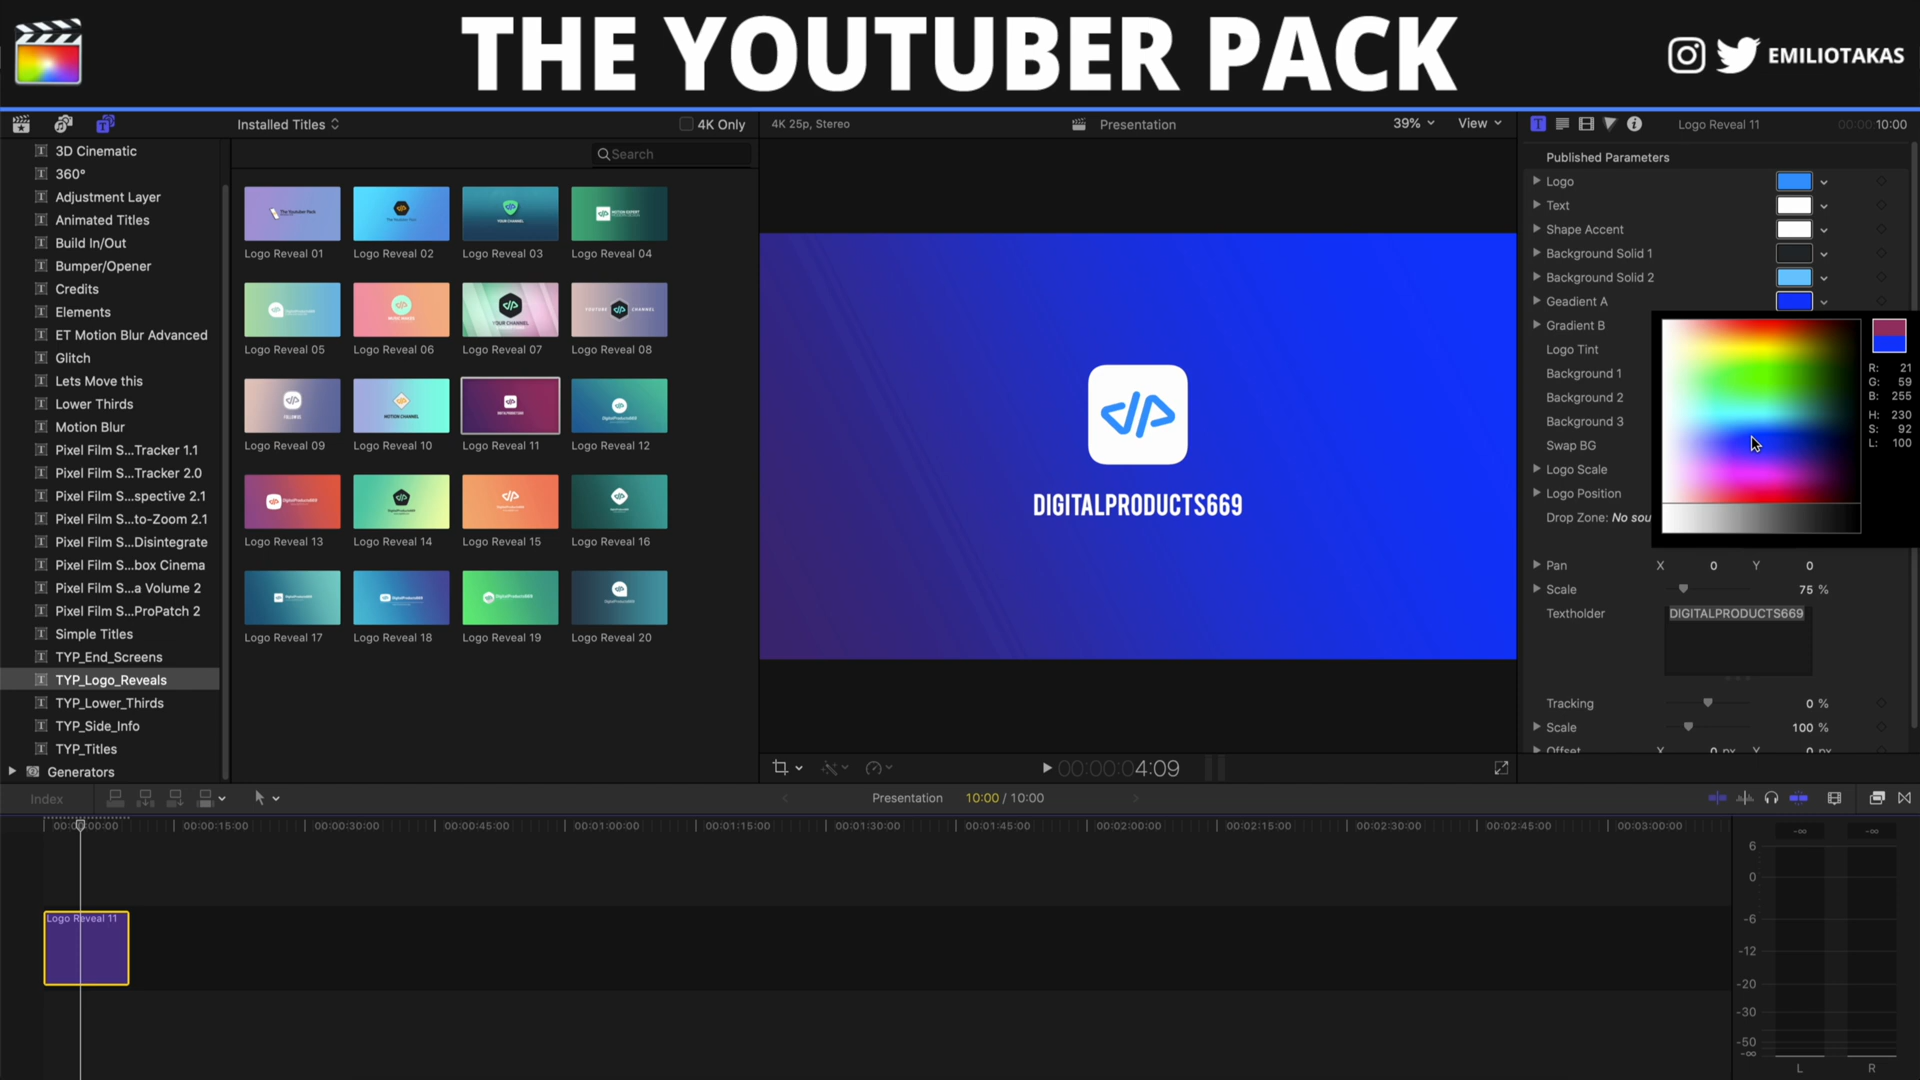 THE YOUTUBER PACK
EMILIOTAKAS
Installed Titles
4K Only
4K 25p, Stereo
Presentation
39%
View
Logo Reveal 11
00:00:10:00
Search
3D Cinematic
360°
Adjustment Layer
Animated Titles
Build In/Out
Bumper/Opener
Credits
Elements
ET Motion Blur Advanced
Glitch
Lets Move this
Lower Thirds
Motion Blur
Pixel Film S...Tracker 1.1
Pixel Film S...Tracker 2.0
Pixel Film S...spective 2.1
Pixel Film S...to-Zoom 2.1
Pixel Film S...Disintegrate
Pixel Film S...box Cinema
Pixel Film S...a Volume 2
Pixel Film S...ProPatch 2
Simple Titles
TYP_End_Screens
TYP_Logo_Reveals
TYP_Lower_Thirds
TYP_Side_Info
TYP_Titles
Generators
Logo Reveal 01
Logo Reveal 02
Logo Reveal 03
Logo Reveal 04
Logo Reveal 05
Logo Reveal 06
Logo Reveal 07
Logo Reveal 08
Logo Reveal 09
Logo Reveal 10
Logo Reveal 11
Logo Reveal 12
Logo Reveal 13
Logo Reveal 14
Logo Reveal 15
Logo Reveal 16
Logo Reveal 17
Logo Reveal 18
Logo Reveal 19
Logo Reveal 20
DIGITALPRODUCTS669
Published Parameters
Logo
Text
Shape Accent
Background Solid 1
Background Solid 2
Geadient A
Gradient B
Logo Tint
Background 1
Background 2
Background 3
Swap BG
Logo Scale
Logo Position
Drop Zone: No sou
R: 21
G: 59
B: 255
H: 230
S: 92
L: 100
Pan X 0 Y 0
Scale 75 %
Textholder DIGITALPRODUCTS669
Tracking 0 %
Scale 100 %
Offset X 0 px Y 0 px
00:00:00:04:09
Index
Presentation 10:00 / 10:00
00:00:15:00
00:00:30:00
00:00:45:00
00:01:00:00
00:01:15:00
00:01:30:00
00:01:45:00
00:02:00:00
00:02:15:00
00:02:30:00
00:02:45:00
00:03:00:00
Logo Reveal 11
-∞ -∞
6
0
-6
-12
-20
-30
-50
-∞
L R